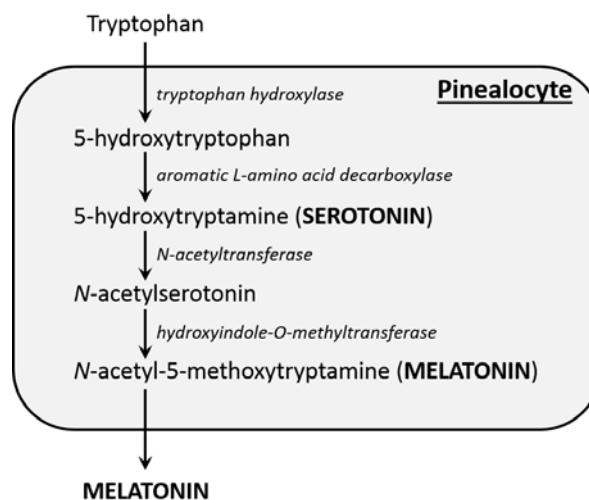 Tryptophan
Pinealocyte
tryptophan hydroxylase
5-hydroxytryptophan
aromatic L-amino acid decarboxylase
5-hydroxytryptamine (SEROTONIN)
N-acetyltransferase
N-acetylserotonin
hydroxyindole-O-methyltransferase
N-acetyl-5-methoxytryptamine (MELATONIN)
MELATONIN